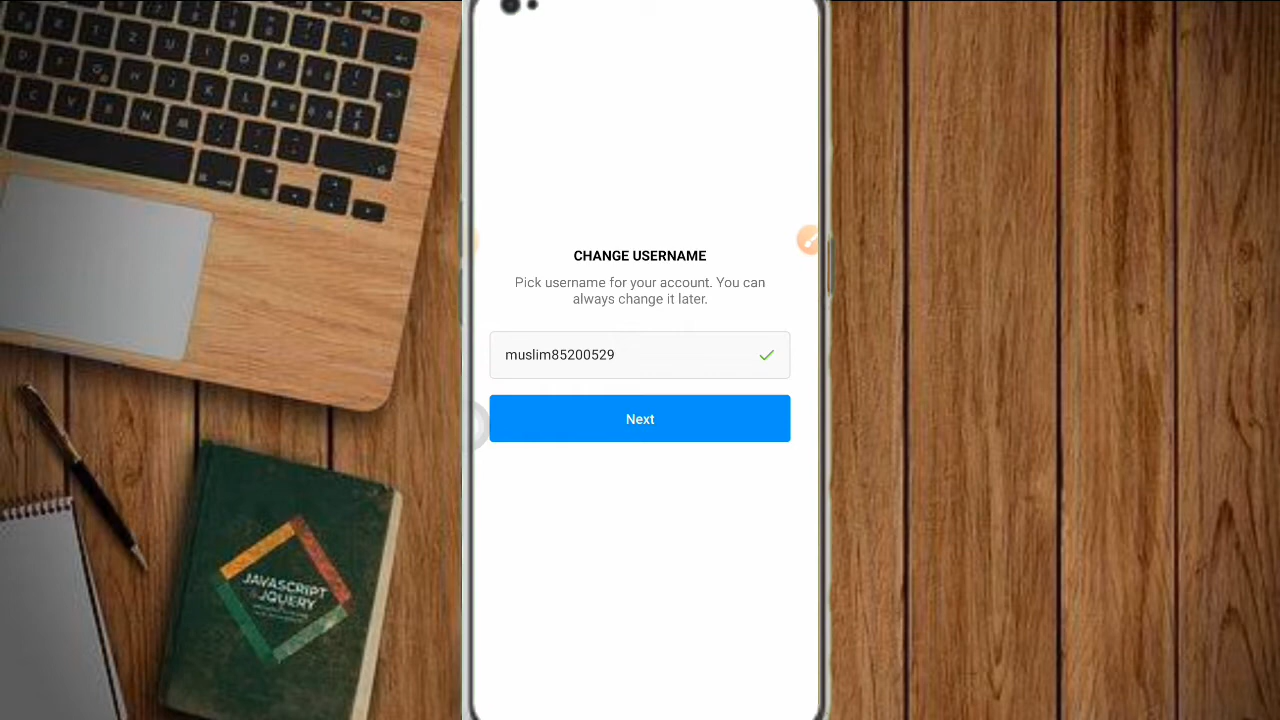 CHANGE USERNAME
Pick username for your account. You can
always change it later.
muslim85200529
Next
JAVASCRIPT
& JQUERY